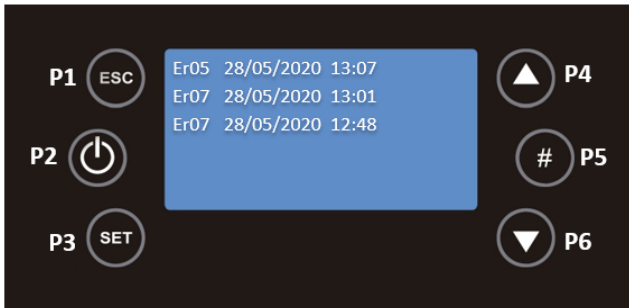 P1 ESC
Er05 28/05/2020 13:07
Er07 28/05/2020 13:01
Er07 28/05/2020 12:48
P4
P2
# P5
P3 SET
P6